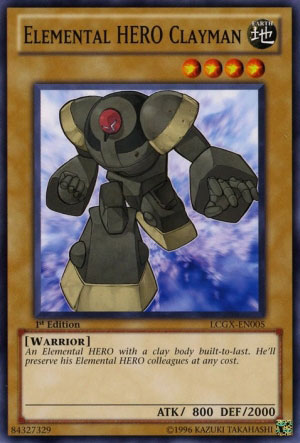 Elemental HERO Clayman
EARTH
地
1st Edition
LCGX-EN005
[Warrior]
An Elemental HERO with a clay body built-to-last. He'll
preserve his Elemental HERO colleagues at any cost.
ATK/ 800 DEF/2000
84327329
©1996 KAZUKI TAKAHASHI